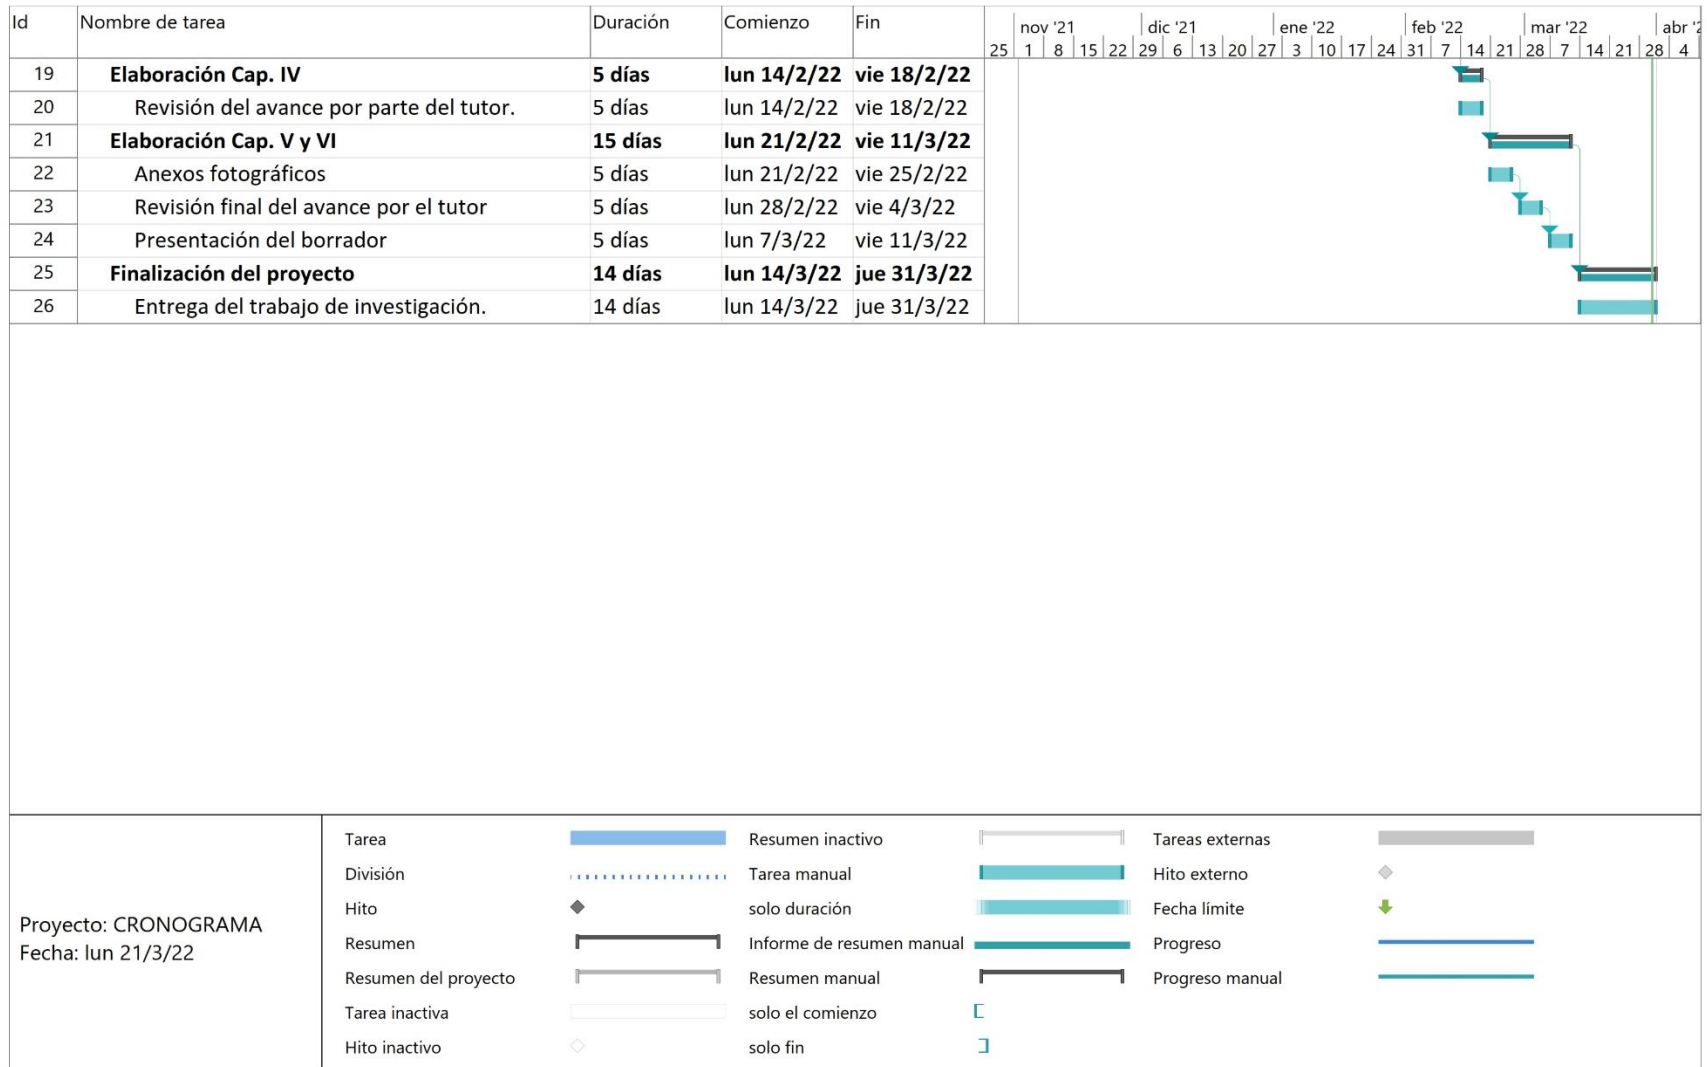 Id Nombre de tarea Duración Comienzo Fin
nov '21 dic '21 ene '22 feb '22 mar '22 abr '2
25 1 8 15 22 29 6 13 20 27 3 10 17 24 31 7 14 21 28 7 14 21 28 4
19 Elaboración Cap. IV 5 días lun 14/2/22 vie 18/2/22
20 Revisión del avance por parte del tutor. 5 días lun 14/2/22 vie 18/2/22
21 Elaboración Cap. V y VI 15 días lun 21/2/22 vie 11/3/22
22 Anexos fotográficos 5 días lun 21/2/22 vie 25/2/22
23 Revisión final del avance por el tutor 5 días lun 28/2/22 vie 4/3/22
24 Presentación del borrador 5 días lun 7/3/22 vie 11/3/22
25 Finalización del proyecto 14 días lun 14/3/22 jue 31/3/22
26 Entrega del trabajo de investigación. 14 días lun 14/3/22 jue 31/3/22
Proyecto: CRONOGRAMA
Fecha: lun 21/3/22
Tarea Resumen inactivo Tareas externas
División Tarea manual Hito externo
Hito solo duración Fecha límite
Resumen Informe de resumen manual Progreso
Resumen del proyecto Resumen manual Progreso manual
Tarea inactiva solo el comienzo
Hito inactivo solo fin